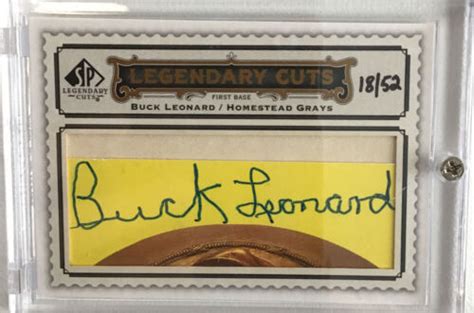 LEGENDARY CUTS
18/52
SP
LEGENDARY
CUTS
FIRST BASE
BUCK LEONARD / HOMESTEAD GRAYS
Buck Leonard